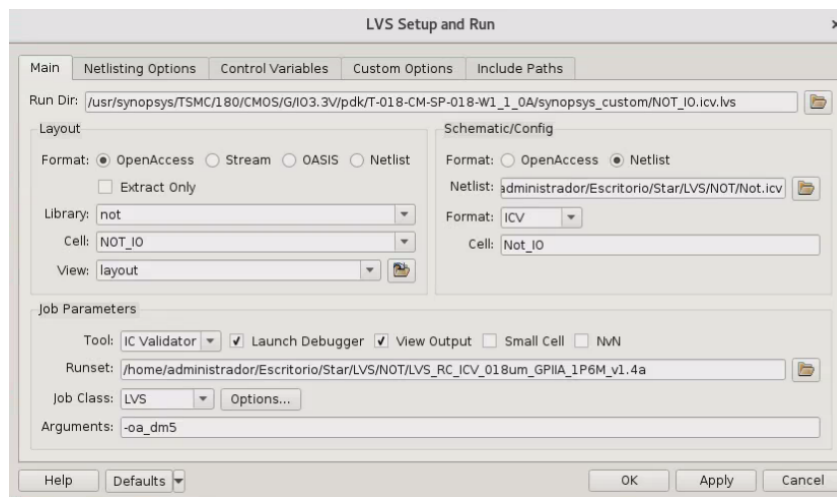 LVS Setup and Run
Main Netlisting Options Control Variables Custom Options Include Paths
Run Dir: /usr/synopsys/TSMC/180/CMOS/G/IO3.3V/pdk/T-018-CM-SP-018-W1_1_0A/synopsys_custom/NOT_IO.icv.lvs
Layout
Format: OpenAccess Stream OASIS Netlist
Extract Only
Library: not
Cell: NOT_IO
View: layout
Schematic/Config
Format: OpenAccess Netlist
Netlist: administrador/Escritorio/Star/LVS/NOT/Not.icv
Format: ICV
Cell: Not_IO
Job Parameters
Tool: IC Validator Launch Debugger View Output Small Cell NvN
Runset: /home/administrador/Escritorio/Star/LVS/NOT/LVS_RC_ICV_018um_GPIIA_1P6M_v1.4a
Job Class: LVS Options...
Arguments: -oa_dm5
Help Defaults OK Apply Cancel